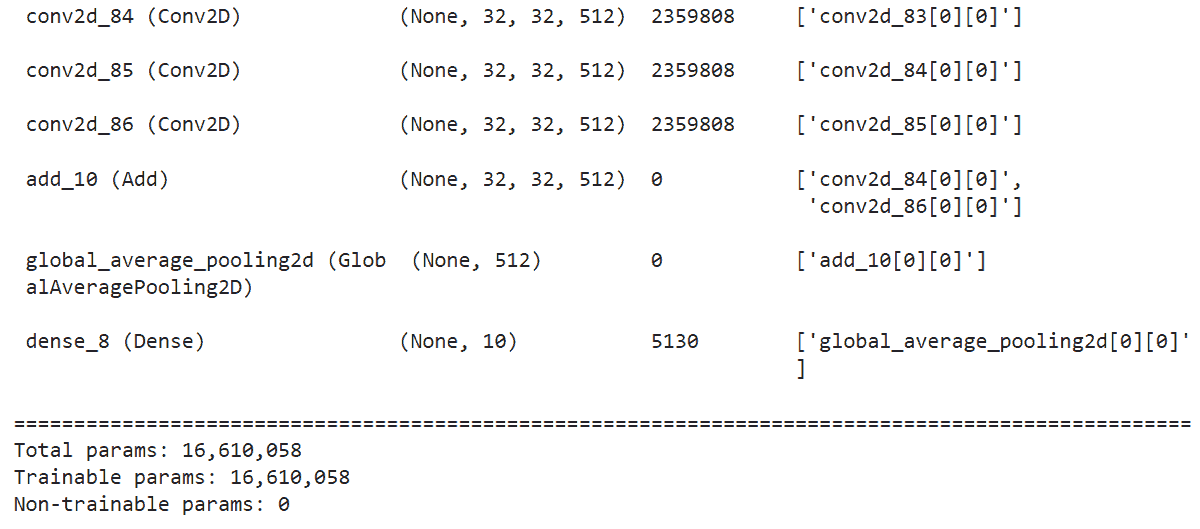 conv2d_84 (Conv2D) (None, 32, 32, 512) 2359808 ['conv2d_83[0][0]']
conv2d_85 (Conv2D) (None, 32, 32, 512) 2359808 ['conv2d_84[0][0]']
conv2d_86 (Conv2D) (None, 32, 32, 512) 2359808 ['conv2d_85[0][0]']
add_10 (Add) (None, 32, 32, 512) 0 ['conv2d_84[0][0]',
'conv2d_86[0][0]']
global_average_pooling2d (Glob (None, 512) 0 ['add_10[0][0]']
alAveragePooling2D)
dense_8 (Dense) (None, 10) 5130 ['global_average_pooling2d[0][0]'
]
==================================================================================================
Total params: 16,610,058
Trainable params: 16,610,058
Non-trainable params: 0